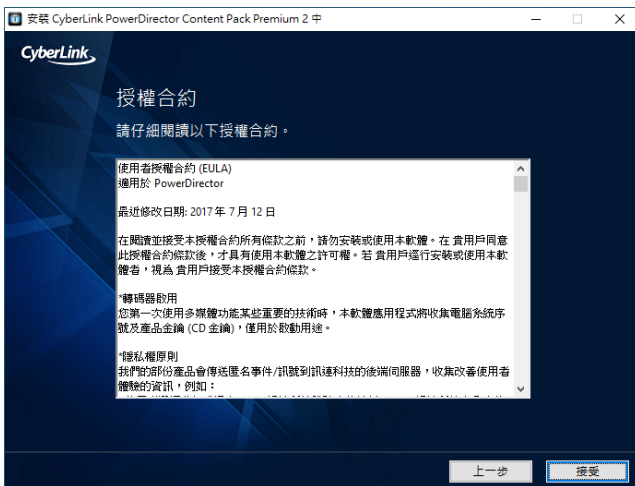 安裝 CyberLink PowerDirector Content Pack Premium 2 中
CyberLink
授權合約
請仔細閱讀以下授權合約。
使用者授權合約 (EULA)
適用於 PowerDirector
最近修改日期: 2017 年 7 月 12 日
在閱讀並接受本授權合約所有條款之前，請勿安裝或使用本軟體。在 貴用戶同意
此授權合約條款後，才具有使用本軟體之許可權。若 貴用戶逕行安裝或使用本軟
體者，視為 貴用戶接受本授權合約條款。
*轉碼器啟用
您第一次使用多媒體功能某些重要的技術時，本軟體應用程式將收集電腦系統序
號及產品金鑰 (CD 金鑰)，僅用於啟動用途。
*隱私權原則
我們的部份產品會傳送匿名事件/訊號到訊連科技的後端伺服器，收集改善使用者
體驗的資訊，例如：
上一步
接受